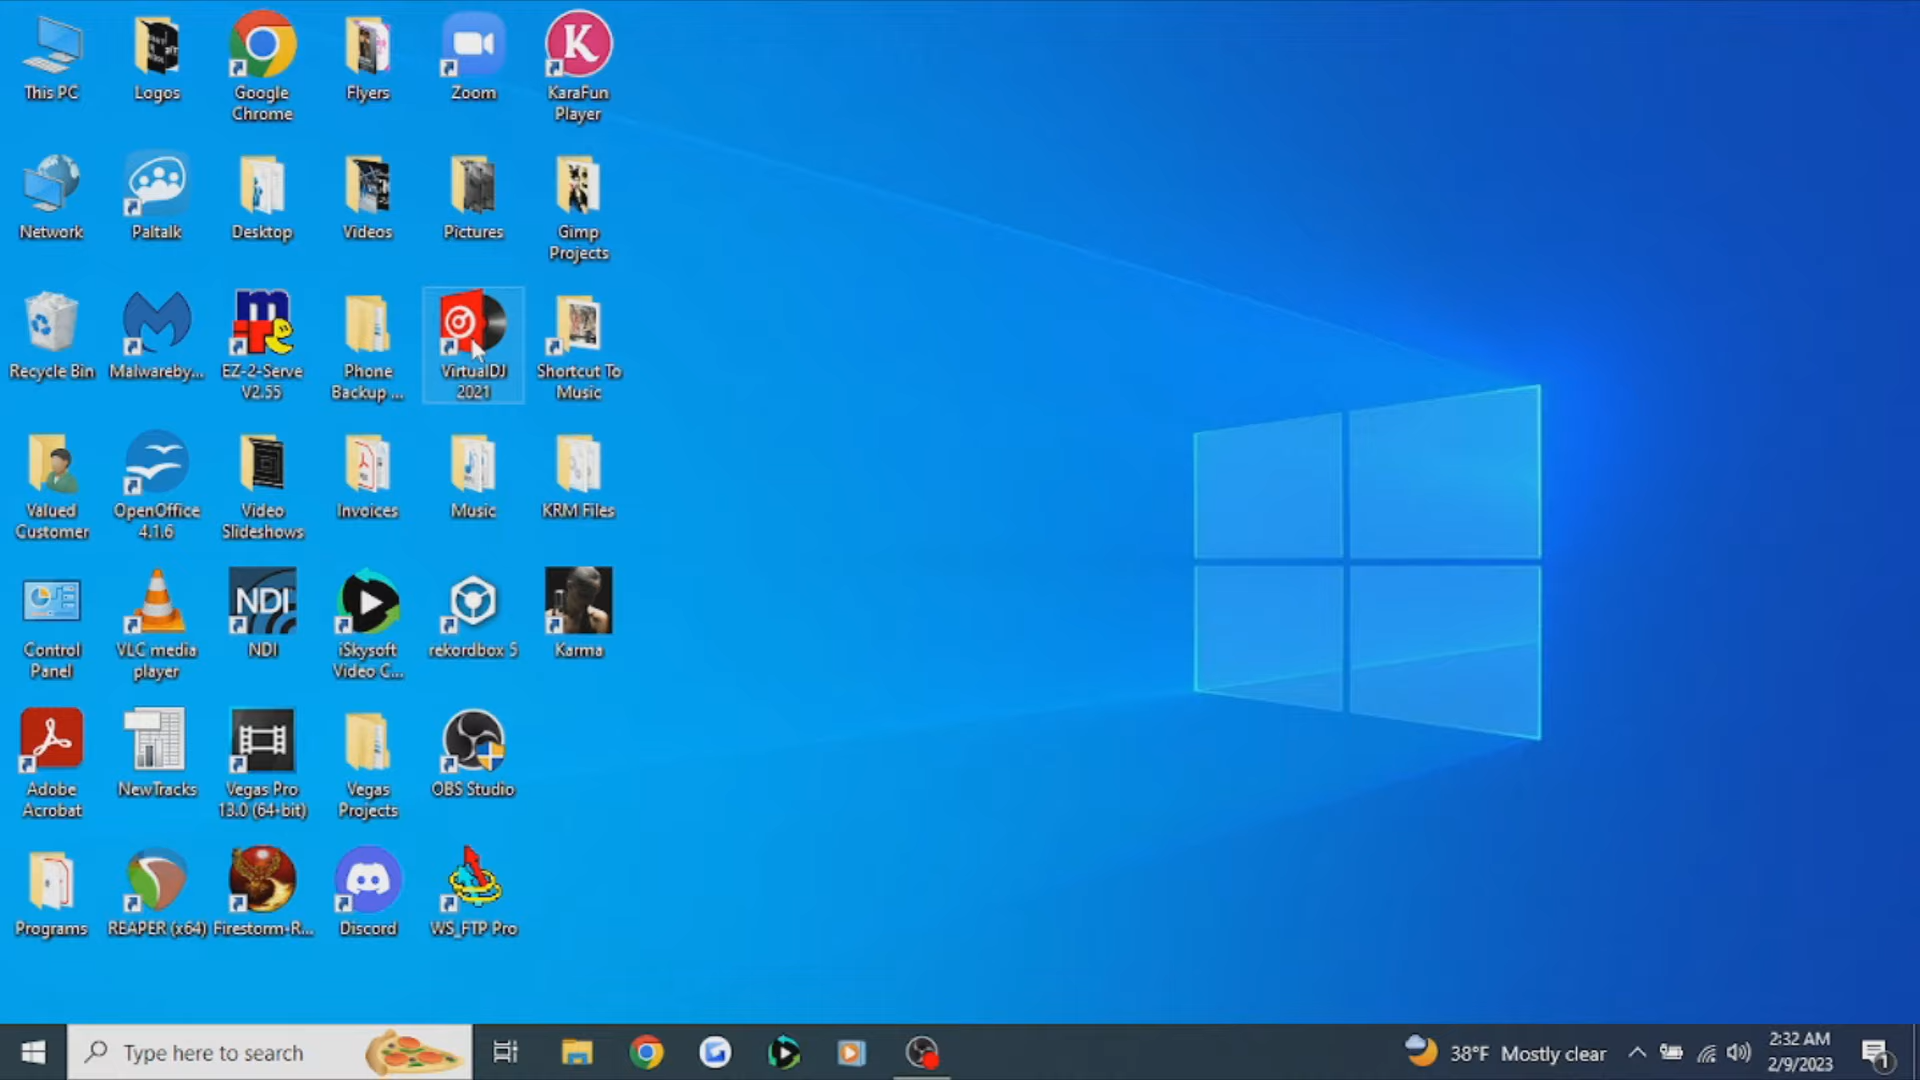 This PC
Logos
Google
Chrome
Flyers
Zoom
K
KaraFun
Player
Network
Paltalk
Desktop
Videos
Pictures
Gimp
Projects
Recycle Bin
Malwareby...
EZ-2-Serve
V2.55
Phone
Backup ...
VirtualDJ
2021
Shortcut To
Music
Valued
Customer
OpenOffice
4.1.6
Video
Slideshows
Invoices
Music
KRM Files
Control
Panel
VLC media
player
NDI
NDI
iSkysoft
Video C...
rekordbox 5
Karma
Adobe
Acrobat
NewTracks
Vegas Pro
13.0 (64-bit)
Vegas
Projects
OBS Studio
Programs
REAPER (x64)
Firestorm-R...
Discord
WS_FTP Pro
Type here to search
38°F Mostly clear
2:32 AM
2/9/2023
1